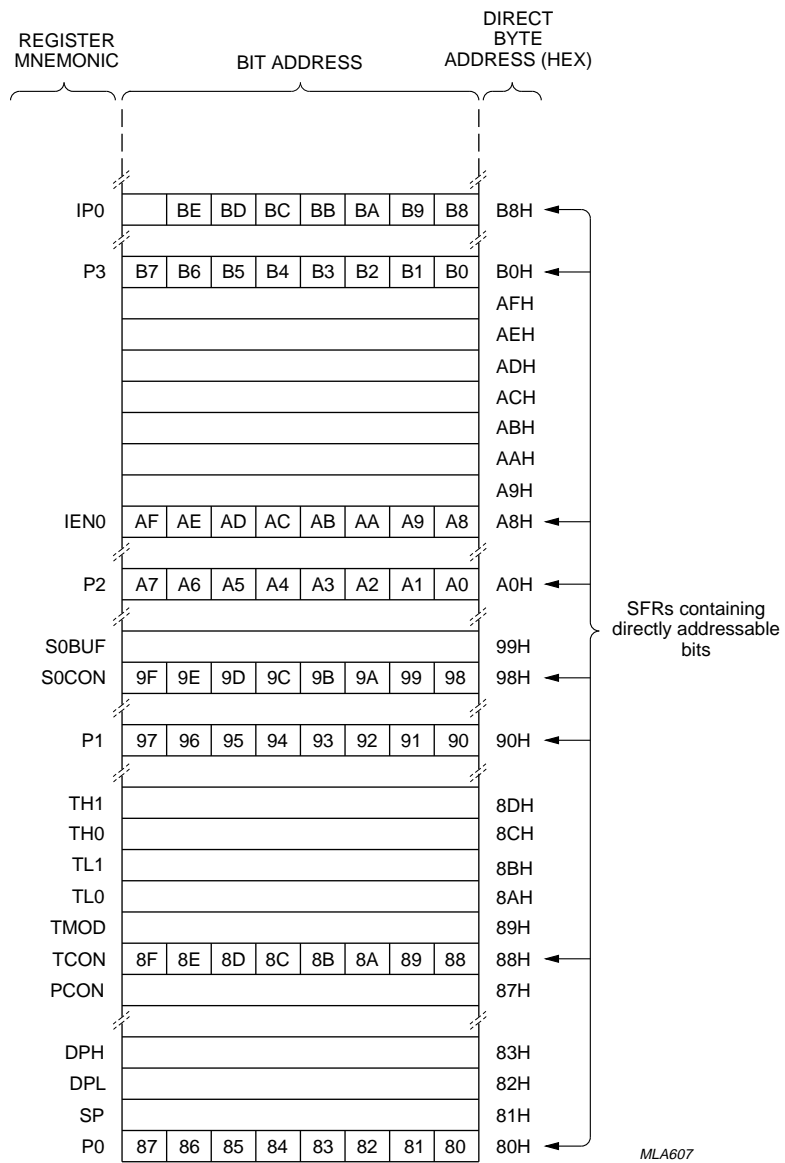 REGISTER MNEMONIC
BIT ADDRESS
DIRECT BYTE ADDRESS (HEX)
IP0 BE BD BC BB BA B9 B8 B8H
P3 B7 B6 B5 B4 B3 B2 B1 B0 B0H
AFH
AEH
ADH
ACH
ABH
AAH
A9H
IEN0 AF AE AD AC AB AA A9 A8 A8H
P2 A7 A6 A5 A4 A3 A2 A1 A0 A0H
SFRs containing
directly addressable
bits
S0BUF 99H
S0CON 9F 9E 9D 9C 9B 9A 99 98 98H
P1 97 96 95 94 93 92 91 90 90H
TH1 8DH
TH0 8CH
TL1 8BH
TL0 8AH
TMOD 89H
TCON 8F 8E 8D 8C 8B 8A 89 88 88H
PCON 87H
DPH 83H
DPL 82H
SP 81H
P0 87 86 85 84 83 82 81 80 80H
MLA607